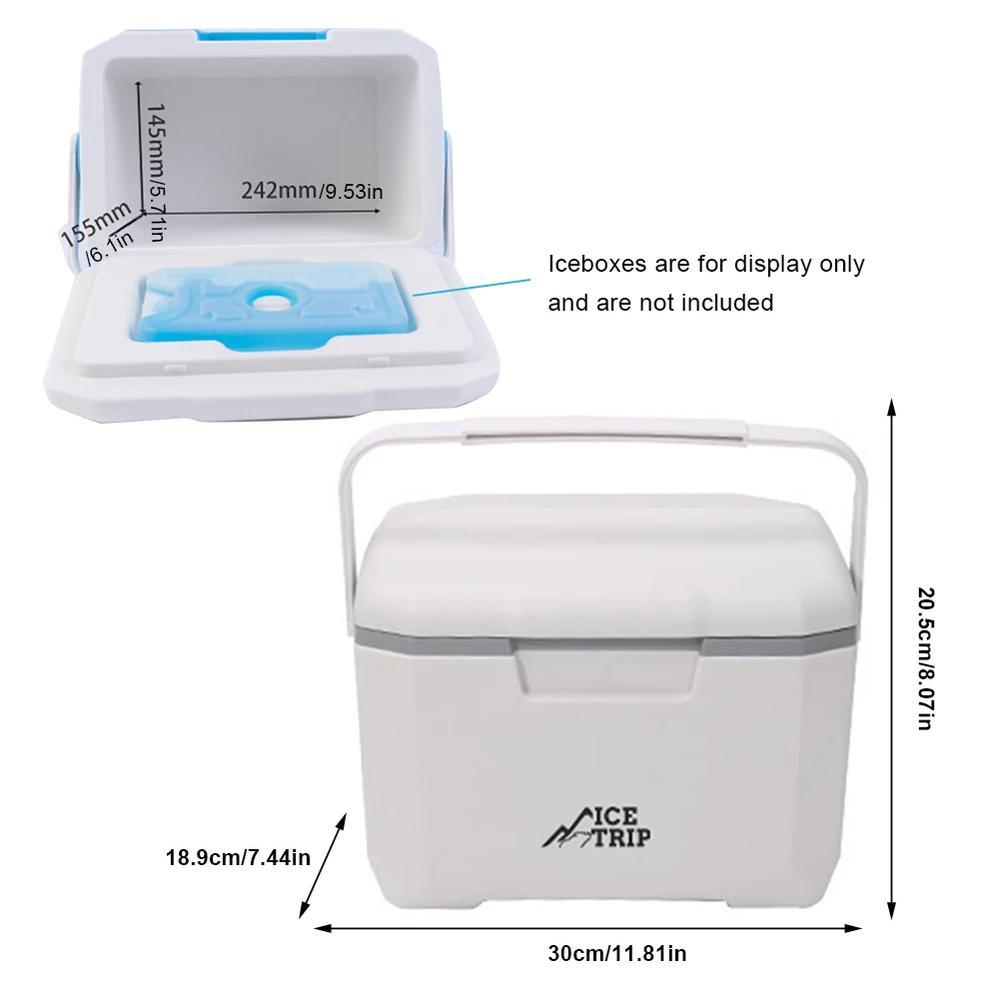 145mm/5.71in
242mm/9.53in
155mm
/6.1in
Iceboxes are for display only
and are not included
20.5cm/8.07in
ICE
TRIP
18.9cm/7.44in
30cm/11.81in